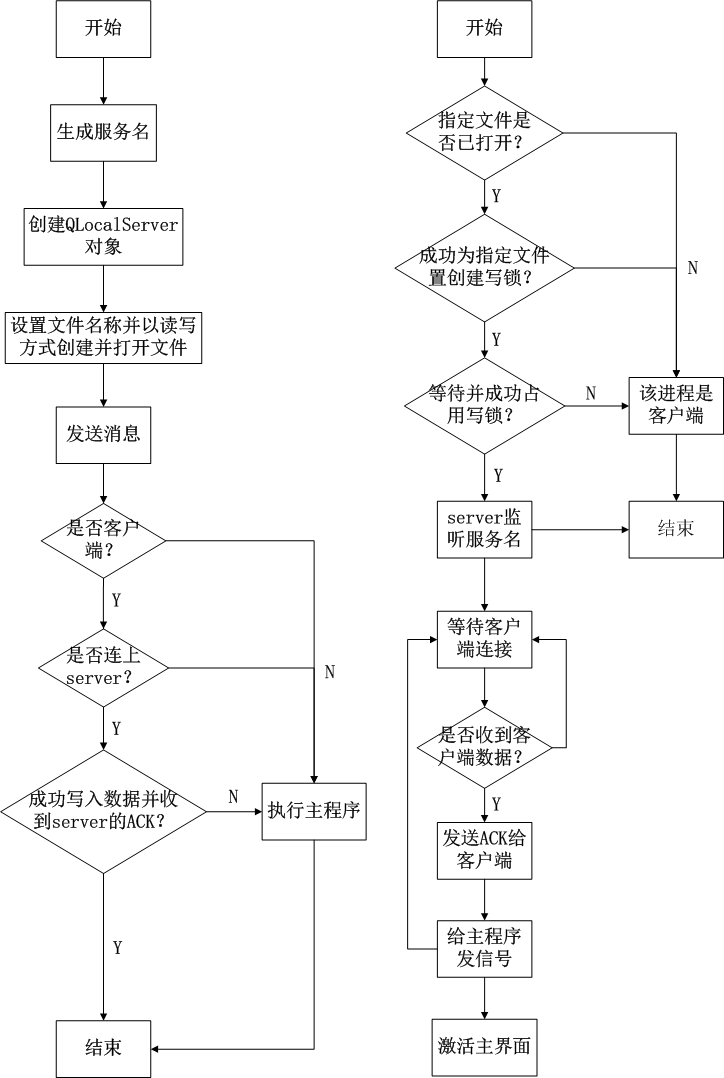 开始
生成服务名
创建QLocalServer
对象
设置文件名称并以读写
方式创建并打开文件
发送消息
是否客户
端？
Y
是否连上
server？
N
Y
成功写入数据并收
到server的ACK？
N
执行主程序
Y
结束
开始
指定文件是
否已打开？
Y
成功为指定文件
置创建写锁？
N
Y
等待并成功占
用写锁？
N
该进程是
客户端
Y
server监
听服务名
结束
等待客户
端连接
是否收到客
户端数据？
Y
发送ACK给
客户端
给主程序
发信号
激活主界面